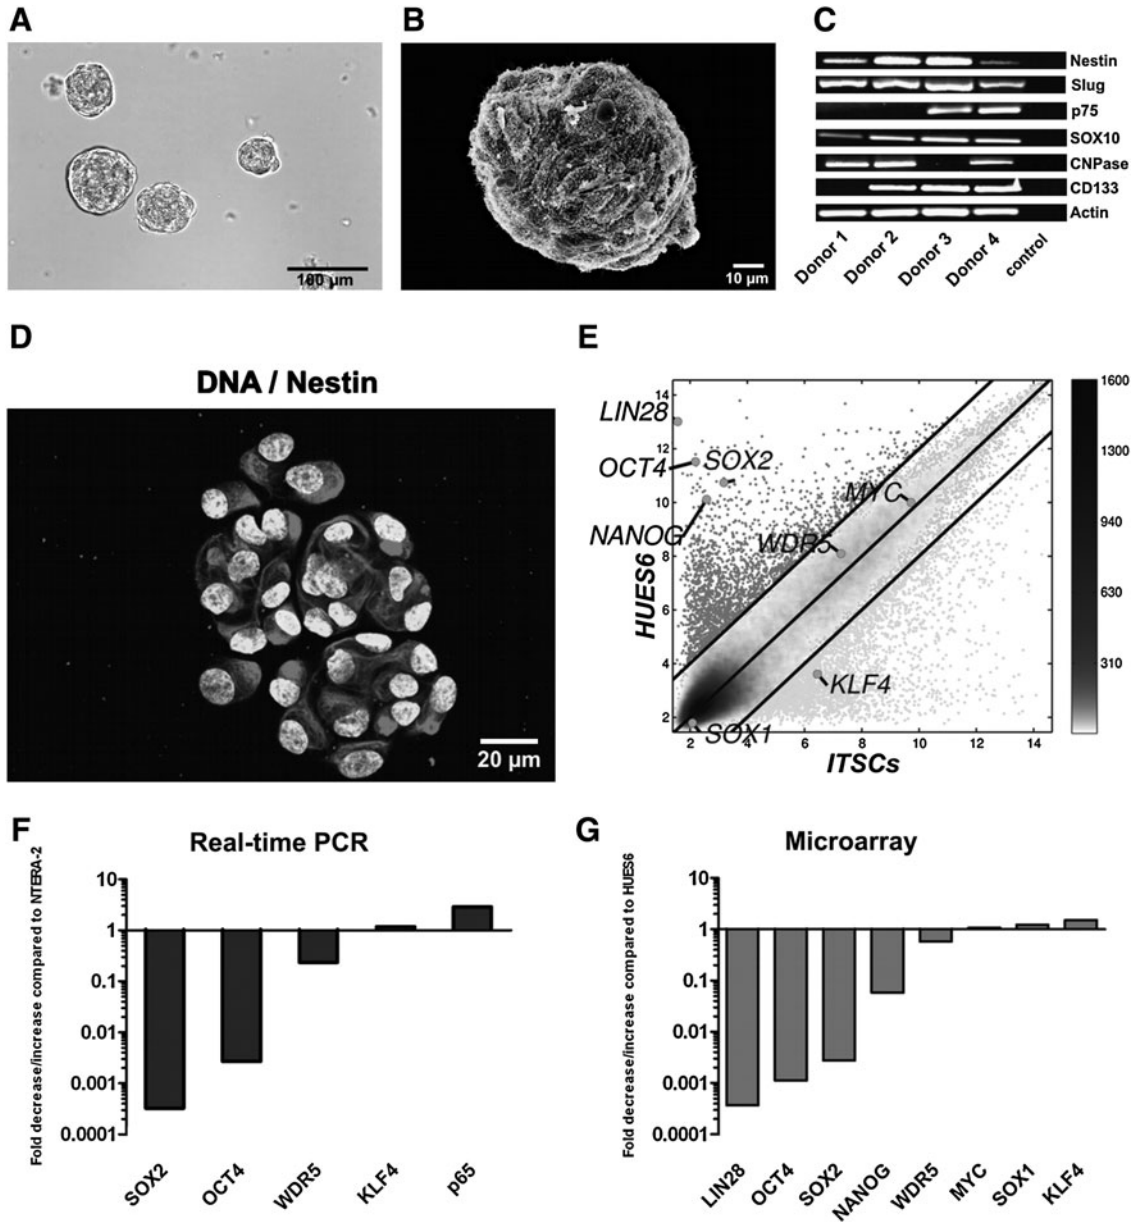 A
100 μm
B
10 μm
C
Nestin
Slug
p75
SOX10
CNPase
CD133
Actin
Donor 1
Donor 2
Donor 3
Donor 4
control
D
DNA / Nestin
20 μm
E
HUES6
14
12
10
8
6
4
2
LIN28
OCT4
SOX2
NANOG
MYC
WDR5
KLF4
SOX1
2 4 6 8 10 12 14
ITSCs
1600
1300
940
630
310
F
Real-time PCR
Fold decrease/increase compared to NTERA-2
10
1
0.1
0.01
0.001
0.0001
SOX2
OCT4
WDR5
KLF4
p65
G
Microarray
Fold decrease/increase compared to HUES6
10
1
0.1
0.01
0.001
0.0001
LIN28
OCT4
SOX2
NANOG
WDR5
MYC
SOX1
KLF4